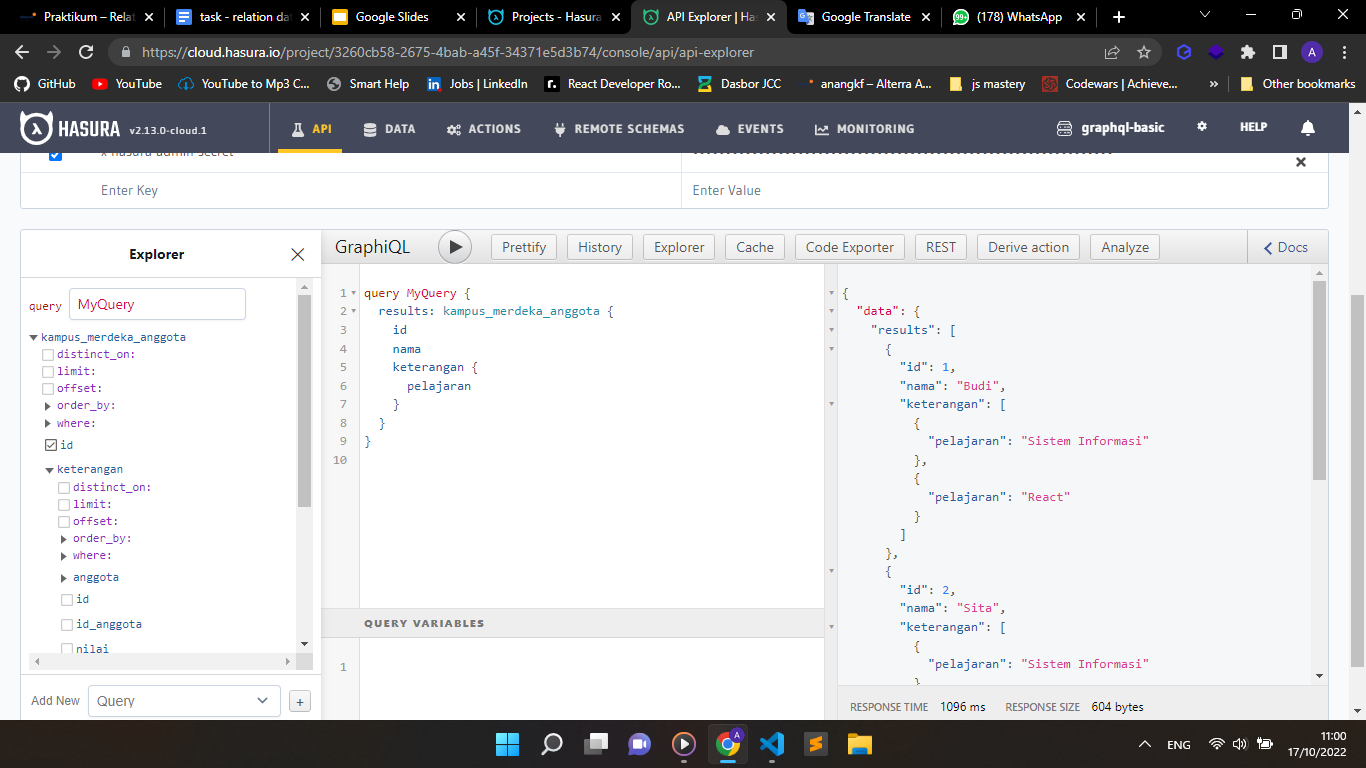 Praktikum – Relat
task - relation dat
Google Slides
Projects - Hasura
API Explorer | Has
Google Translate
(178) WhatsApp
https://cloud.hasura.io/project/3260cb58-2675-4bab-a45f-34371e5d3b74/console/api/api-explorer
A
GitHub
YouTube
YouTube to Mp3 C...
Smart Help
Jobs | LinkedIn
React Developer Ro...
Dasbor JCC
anangkf – Alterra A...
js mastery
Codewars | Achieve...
»
Other bookmarks
HASURA v2.13.0-cloud.1
API
DATA
ACTIONS
REMOTE SCHEMAS
EVENTS
MONITORING
graphql-basic
HELP
x-hasura-admin-secret
Enter Key
Enter Value
Explorer
query MyQuery
kampus_merdeka_anggota
distinct_on:
limit:
offset:
order_by:
where:
id
keterangan
distinct_on:
limit:
offset:
order_by:
where:
anggota
id
id_anggota
nilai
Add New Query +
GraphiQL
Prettify
History
Explorer
Cache
Code Exporter
REST
Derive action
Analyze
Docs
1 query MyQuery {
2 results: kampus_merdeka_anggota {
3 id
4 nama
5 keterangan {
6 pelajaran
7 }
8 }
9 }
10
QUERY VARIABLES
1
{
"data": {
"results": [
{
"id": 1,
"nama": "Budi",
"keterangan": [
{
"pelajaran": "Sistem Informasi"
},
{
"pelajaran": "React"
}
]
},
{
"id": 2,
"nama": "Sita",
"keterangan": [
{
"pelajaran": "Sistem Informasi"
}
RESPONSE TIME 1096 ms RESPONSE SIZE 604 bytes
A
ENG
11:00
17/10/2022